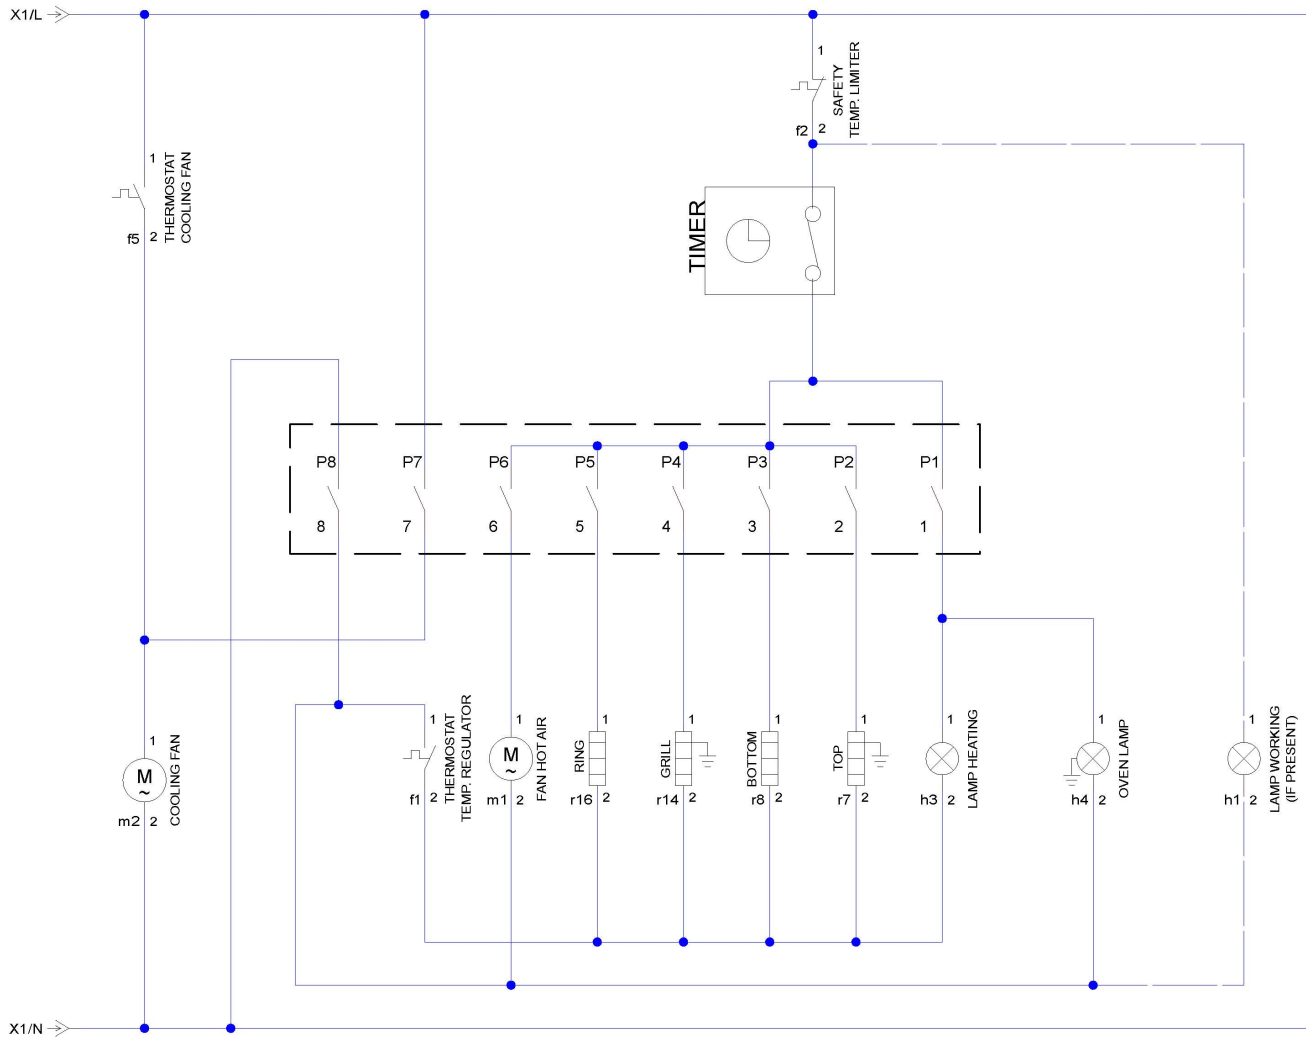 X1/L
1
SAFETY
TEMP. LIMITER
f2 2
1
THERMOSTAT
COOLING FAN
f5 2
TIMER
P8 P7 P6 P5 P4 P3 P2 P1
8 7 6 5 4 3 2 1
1
COOLING FAN
M
~
m2 2
1
THERMOSTAT
TEMP. REGULATOR
f1 2
1
FAN HOT AIR
M
~
m1 2
1
RING
r16 2
1
GRILL
r14 2
1
BOTTOM
r8 2
1
TOP
r7 2
1
LAMP HEATING
h3 2
1
OVEN LAMP
h4 2
1
LAMP WORKING
(IF PRESENT)
h1 2
X1/N